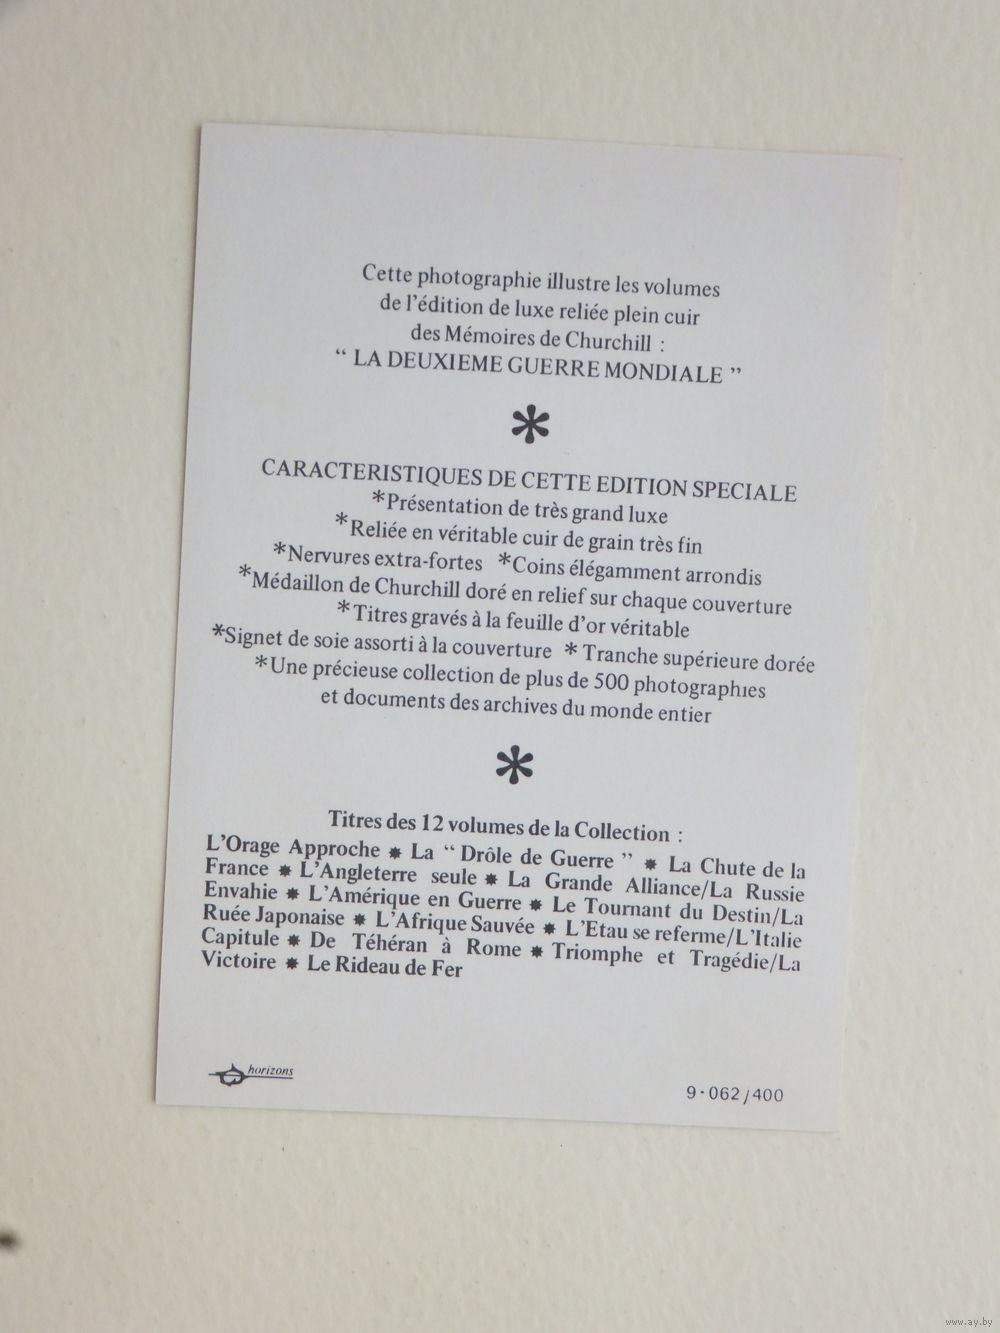 Cette photographie illustre les volumes
de l'édition de luxe reliée plein cuir
des Mémoires de Churchill :
“ LA DEUXIEME GUERRE MONDIALE ”
*
CARACTERISTIQUES DE CETTE EDITION SPECIALE
*Présentation de très grand luxe
*Reliée en véritable cuir de grain très fin
*Nervures extra-fortes *Coins élégamment arrondis
*Médaillon de Churchill doré en relief sur chaque couverture
*Titres gravés à la feuille d'or véritable
*Signet de soie assorti à la couverture * Tranche supérieure dorée
*Une précieuse collection de plus de 500 photographies
et documents des archives du monde entier
*
Titres des 12 volumes de la Collection :
L'Orage Approche * La “ Drôle de Guerre ” * La Chute de la
France * L'Angleterre seule * La Grande Alliance/La Russie
Envahie * L'Amérique en Guerre * Le Tournant du Destin/La
Ruée Japonaise * L'Afrique Sauvée * L'Etau se referme/L'Italie
Capitule * De Téhéran à Rome * Triomphe et Tragédie/La
Victoire * Le Rideau de Fer
horizons
9·062/400
www.ay.by